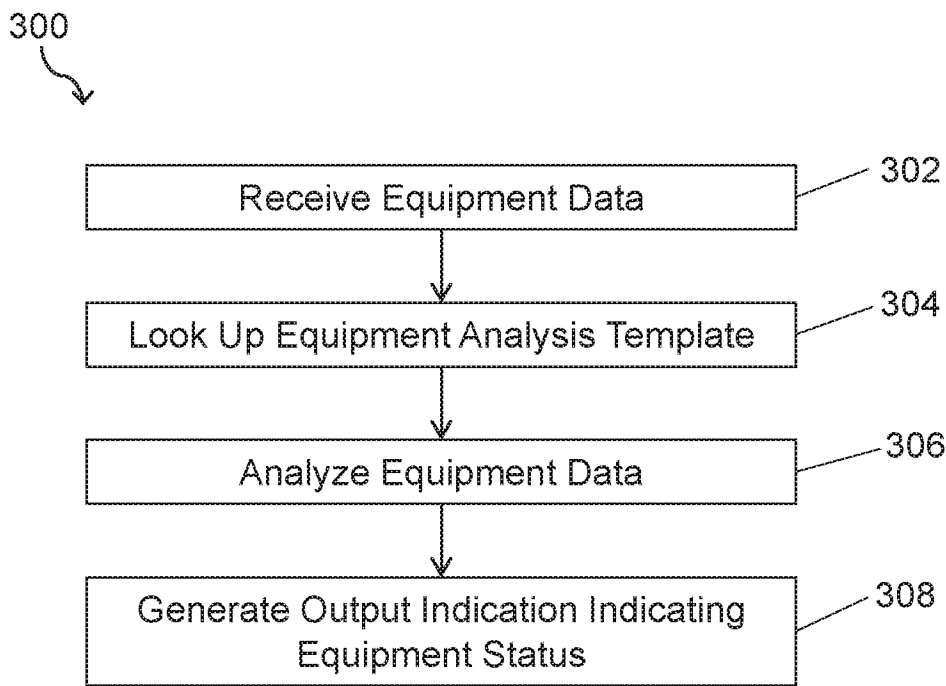 300
Receive Equipment Data
302
Look Up Equipment Analysis Template
304
Analyze Equipment Data
306
Generate Output Indication Indicating
Equipment Status
308